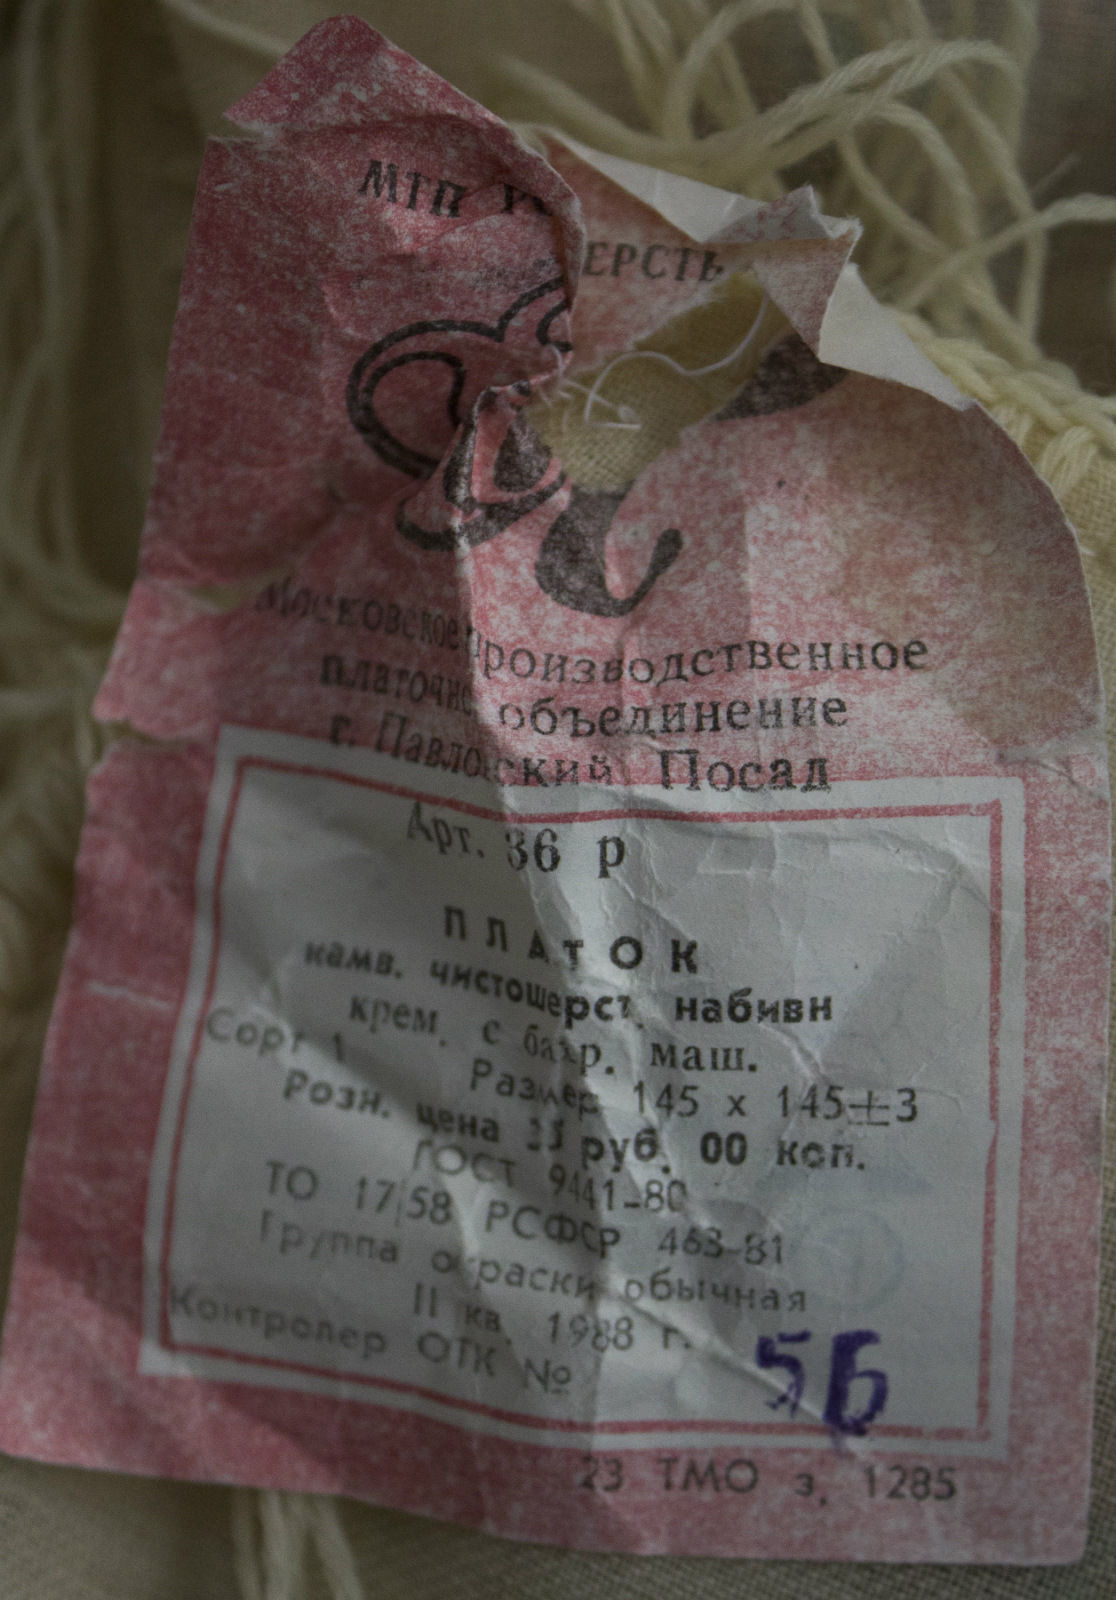 МТП
ЕРСТЬ
Московское производственное
платочное объединение
г. Павловский Посад
Арт. 36 р
ПЛАТОК
камв. чистошерст. набивн
крем. с бахр. маш.
Сорт 1
Размер 145 х 145±3
Розн. цена руб. 00 коп.
ГОСТ 9441-80
ТО 17 58 РСФСР 463-81
Группа окраски обычная
II кв. 1988 г.
Контролер ОТК № 56
23 ТМО з. 1285